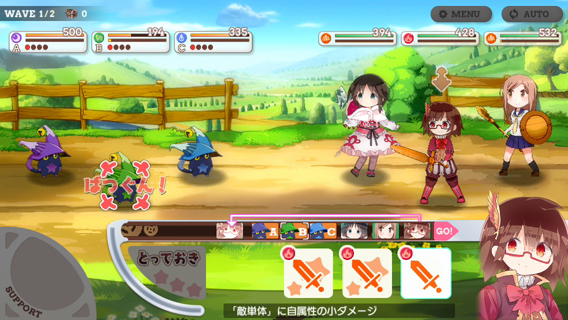 WAVE 1/2 0
MENU
AUTO
500
194
335
A
B
C
394
428
532
ばつぐん!
A B C
GO!
とっておき
SUPPORT
「敵単体」に自属性の小ダメージ